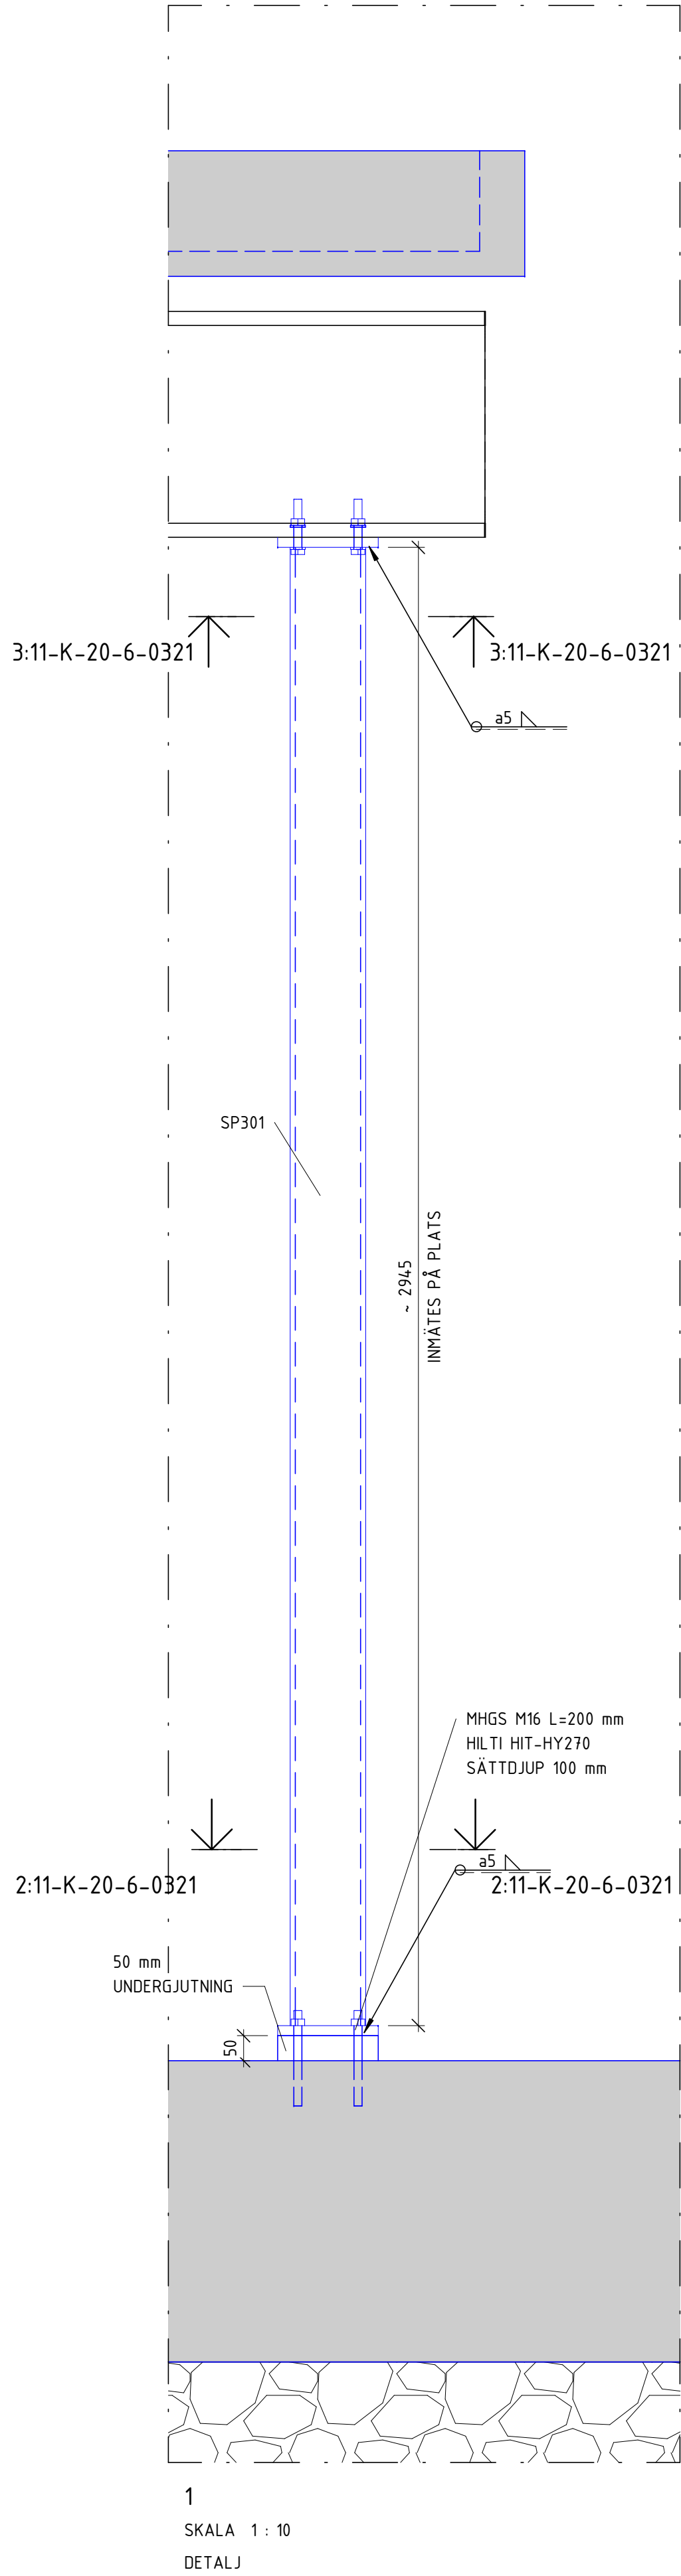 3:11-K-20-6-0321
3:11-K-20-6-0321
a5
SP301
~ 2945
INMÄTES PÅ PLATS
MHGS M16 L=200 mm
HILTI HIT-HY270
SÄTTDJUP 100 mm
a5
2:11-K-20-6-0321
2:11-K-20-6-0321
50 mm
UNDERGJUTNING
50
1
SKALA 1 : 10
DETALJ